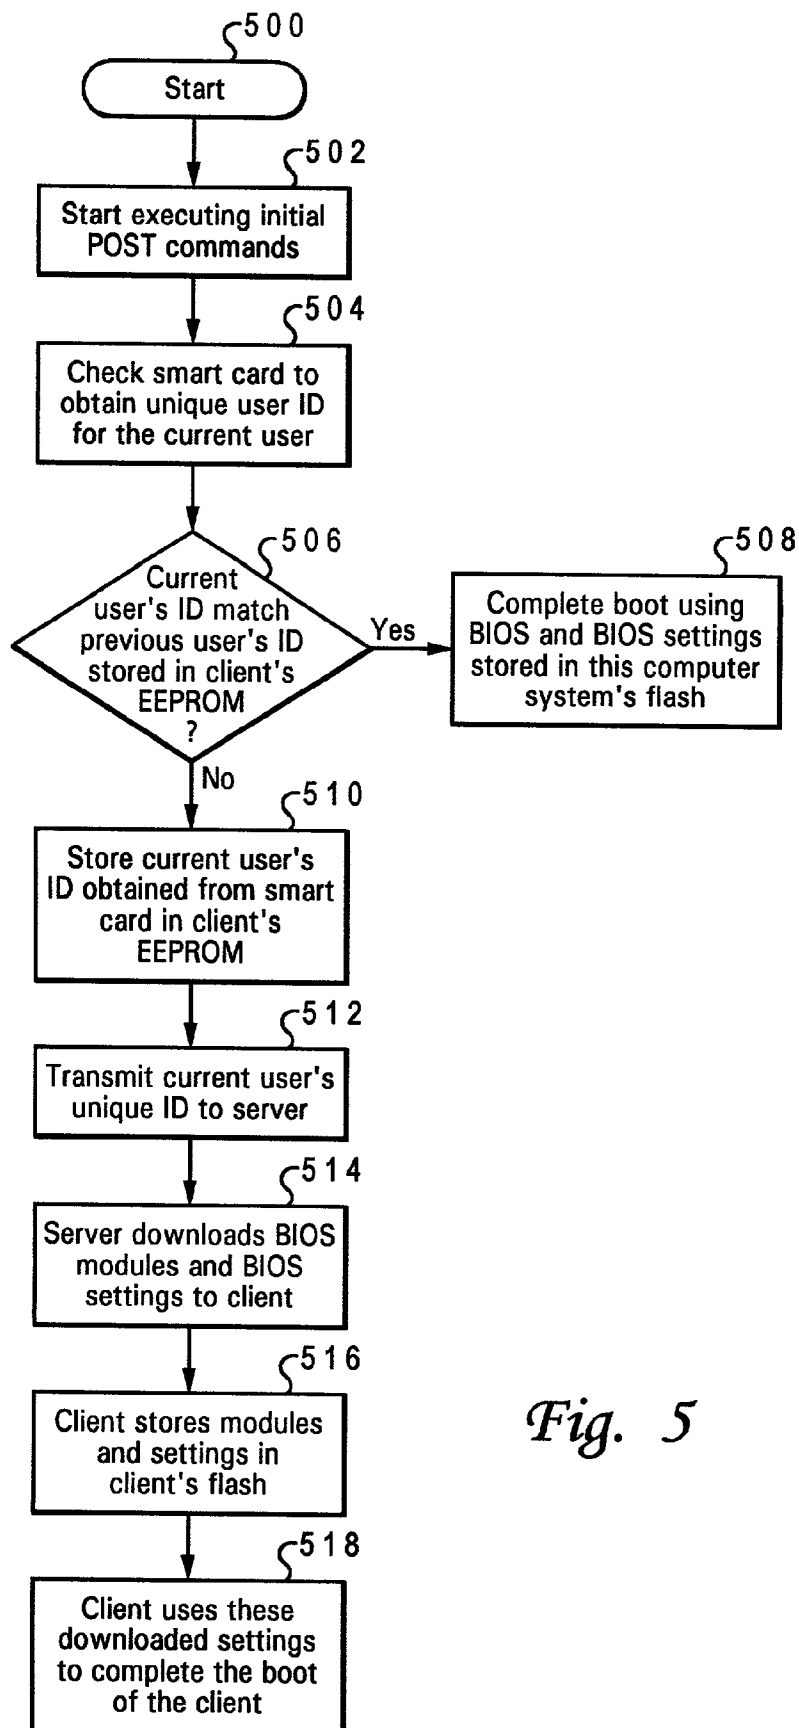 500
Start
502
Start executing initial
POST commands
504
Check smart card to
obtain unique user ID
for the current user
506
Current
user's ID match
previous user's ID
stored in client's
EEPROM
?
Yes
508
Complete boot using
BIOS and BIOS settings
stored in this computer
system's flash
No
510
Store current user's
ID obtained from smart
card in client's
EEPROM
512
Transmit current user's
unique ID to server
514
Server downloads BIOS
modules and BIOS
settings to client
516
Client stores modules
and settings in
client's flash
518
Client uses these
downloaded settings
to complete the boot
of the client
Fig. 5